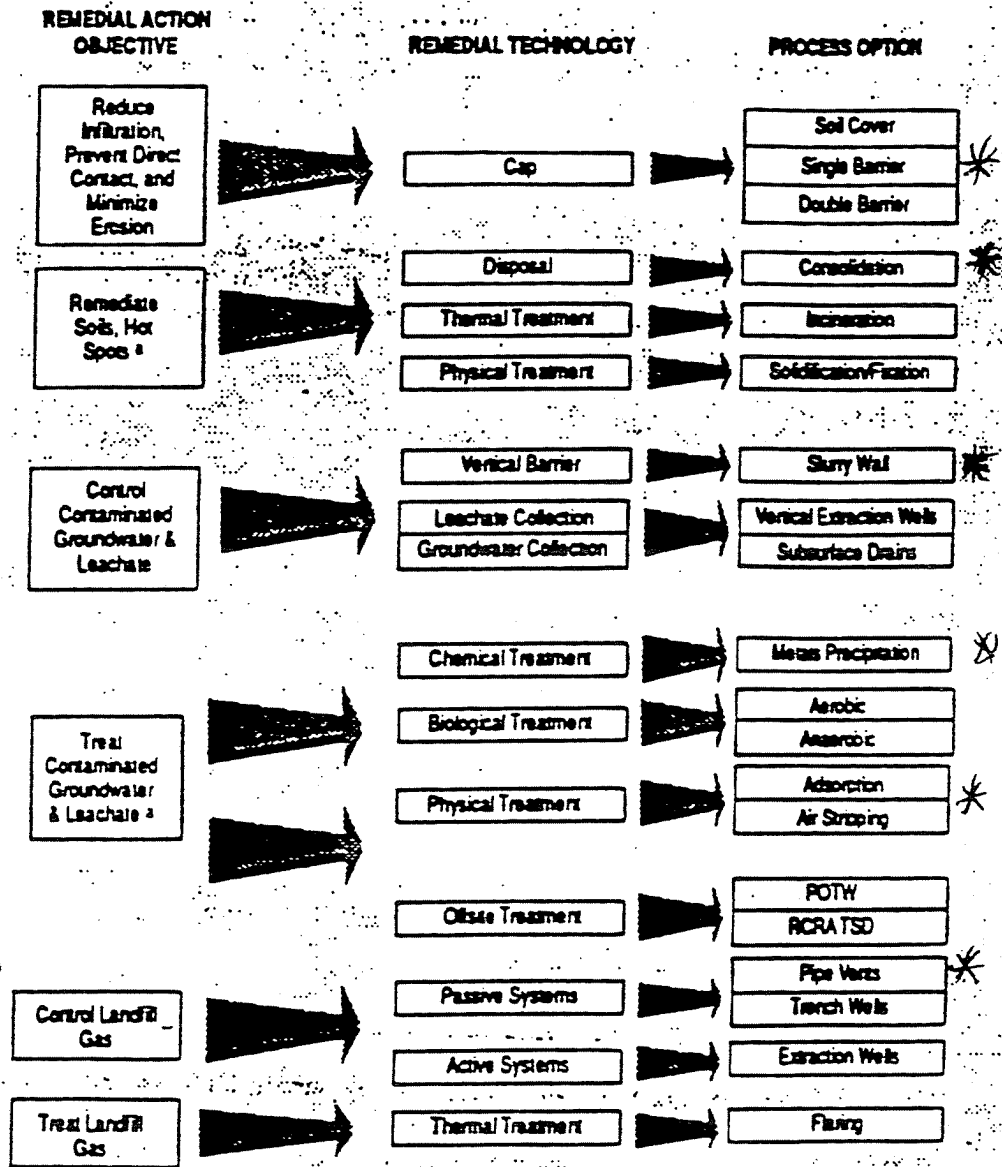 REMEDIAL ACTION
OBJECTIVE
REMEDIAL TECHNOLOGY
PROCESS OPTION
Reduce
Infiltration,
Prevent Direct
Contact, and
Minimize
Erosion
Cap
Soil Cover
Single Barrier
Double Barrier
Remediate
Soils, Hot
Spots a
Disposal
Consolidation
Thermal Treatment
Incineration
Physical Treatment
Solidification/Fixation
Control
Contaminated
Groundwater &
Leachate
Vertical Barrier
Slurry Wall
Leachate Collection
Groundwater Collection
Vertical Extraction Wells
Subsurface Drains
Treat
Contaminated
Groundwater
& Leachate a
Chemical Treatment
Metals Precipitation
Biological Treatment
Aerobic
Anaerobic
Physical Treatment
Adsorption
Air Stripping
Offsite Treatment
POTW
RCRA TSD
Control Landfill
Gas
Passive Systems
Pipe Vents
Trench Wells
Active Systems
Extraction Wells
Treat Landfill
Gas
Thermal Treatment
Flaring